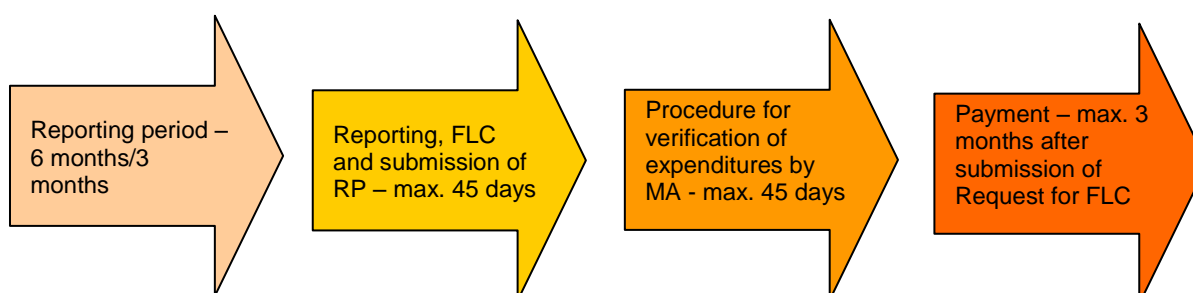 Reporting period –
6 months/3
months
Reporting, FLC
and submission of
RP – max. 45 days
Procedure for
verification of
expenditures by
MA - max. 45 days
Payment – max. 3
months after
submission of
Request for FLC